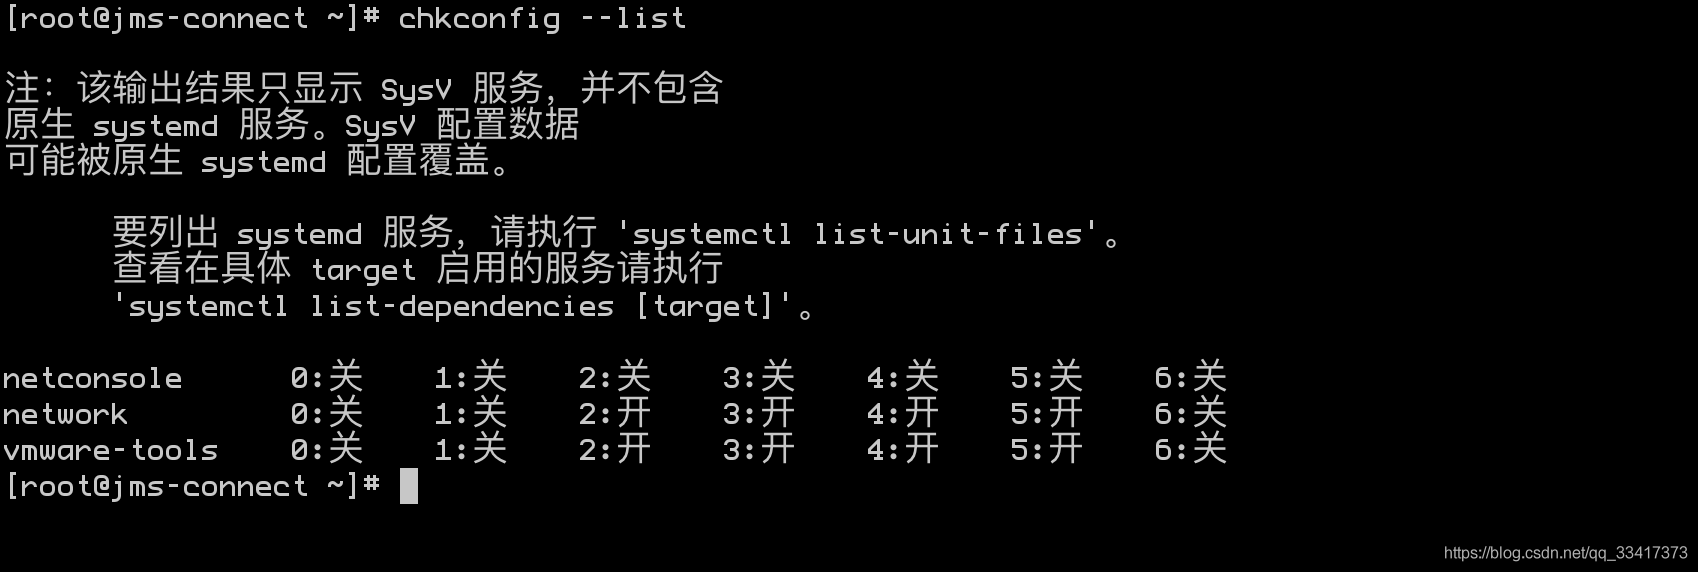 [root@jms-connect ~]# chkconfig --list
注：该输出结果只显示 SysV 服务，并不包含
原生 systemd 服务。SysV 配置数据
可能被原生 systemd 配置覆盖。
要列出 systemd 服务，请执行 'systemctl list-unit-files'。
查看在具体 target 启用的服务请执行
'systemctl list-dependencies [target]'。
netconsole 0:关 1:关 2:关 3:关 4:关 5:关 6:关
network 0:关 1:关 2:开 3:开 4:开 5:开 6:关
vmware-tools 0:关 1:关 2:开 3:开 4:开 5:开 6:关
[root@jms-connect ~]#
https://blog.csdn.net/qq_33417373